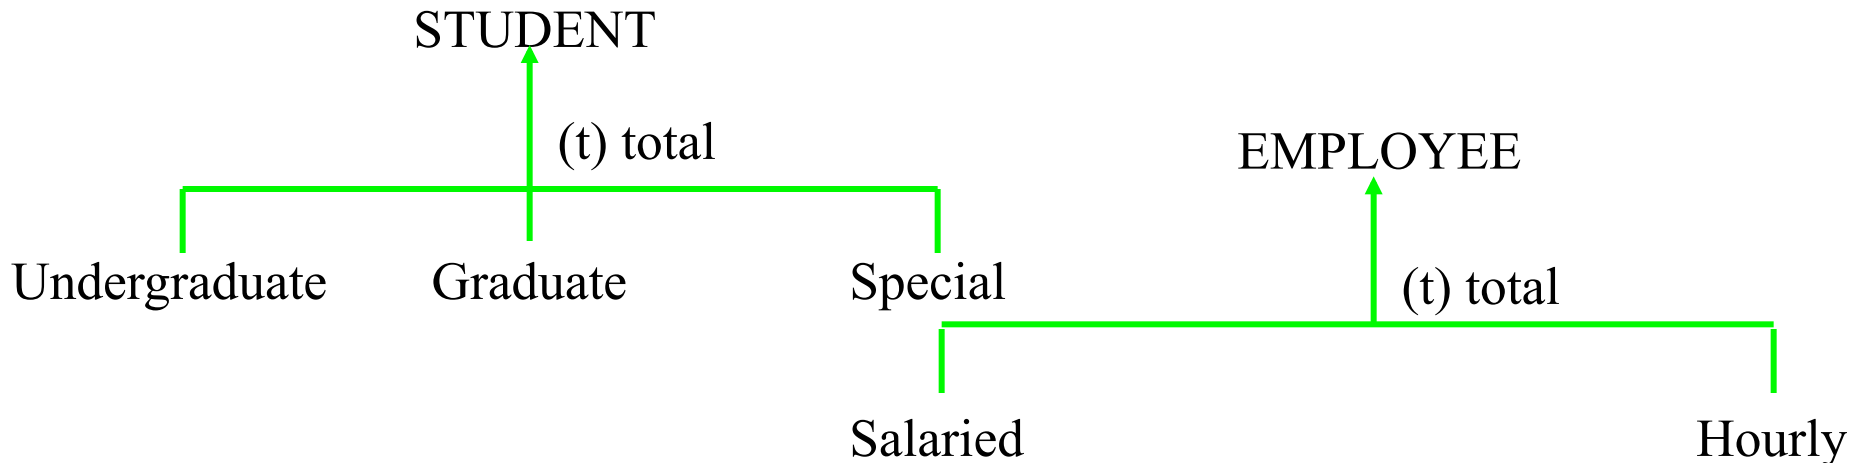 STUDENT
(t) total
Undergraduate
Graduate
Special
EMPLOYEE
(t) total
Salaried
Hourly